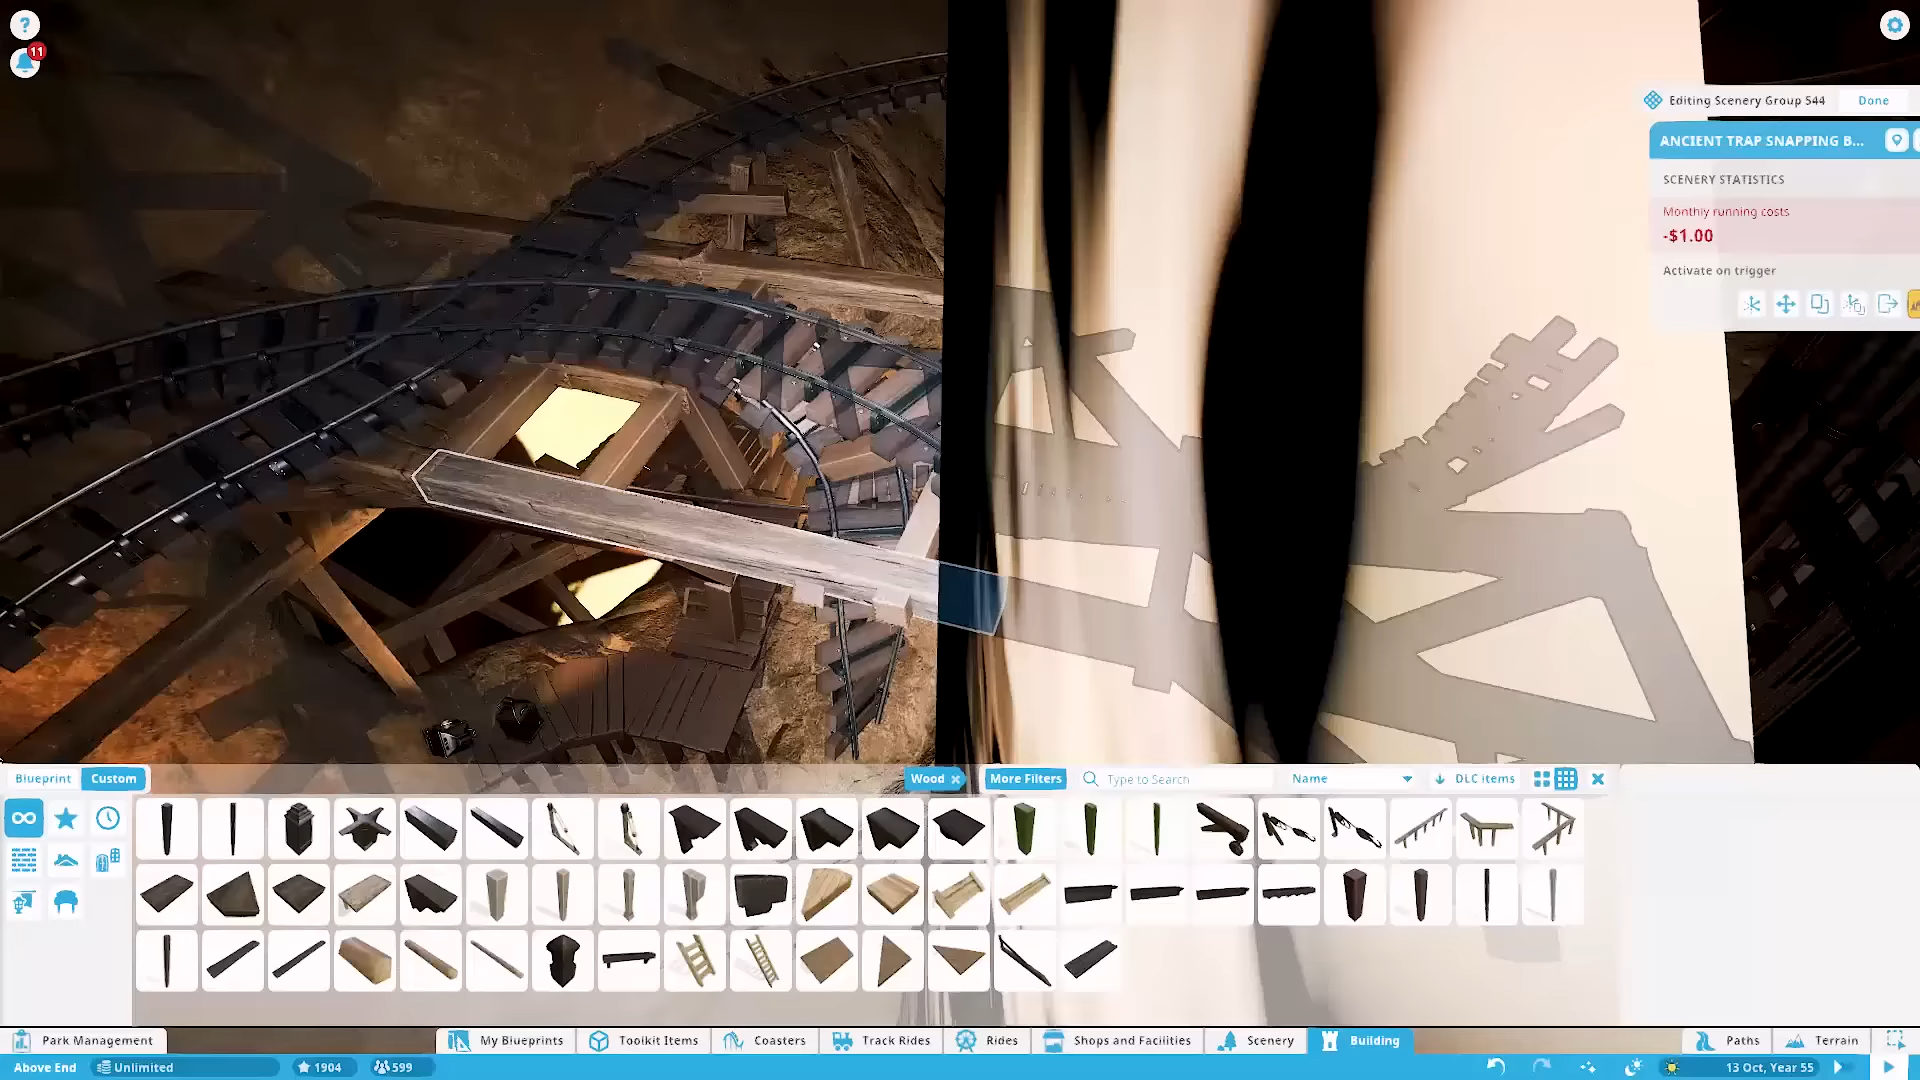 ?
11
Editing Scenery Group 544
Done
ANCIENT TRAP SNAPPING B...
SCENERY STATISTICS
Monthly running costs
-$1.00
Activate on trigger
Blueprint
Custom
Wood ×
More Filters
Type to Search
Name
DLC items
Park Management
My Blueprints
Toolkit Items
Coasters
Track Rides
Rides
Shops and Facilities
Scenery
Building
Paths
Terrain
Above End
Unlimited
1904
599
13 Oct, Year 55